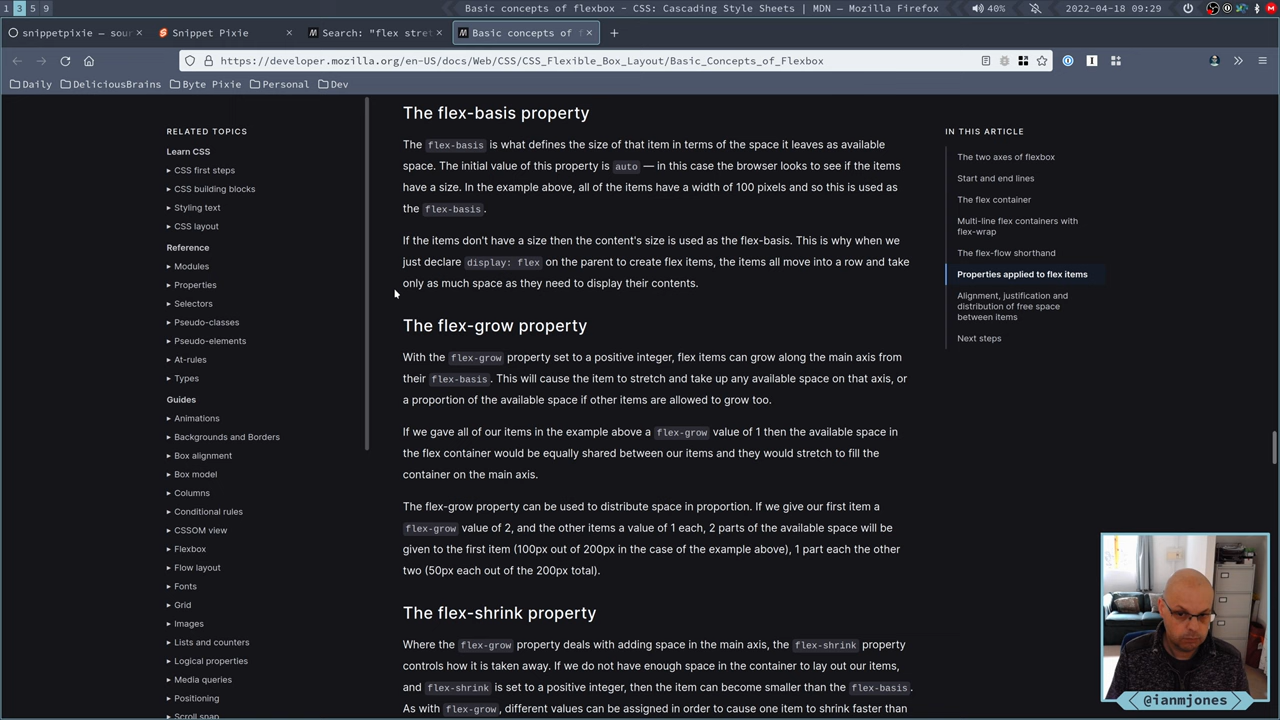 1 3 5 9
Basic concepts of flexbox - CSS: Cascading Style Sheets | MDN — Mozilla Firefox
40%
2022-04-18 09:29
snippetpixie — sour
Snippet Pixie
Search: "flex stret
Basic concepts of f
https://developer.mozilla.org/en-US/docs/Web/CSS/CSS_Flexible_Box_Layout/Basic_Concepts_of_Flexbox
Daily
DeliciousBrains
Byte Pixie
Personal
Dev
RELATED TOPICS
Learn CSS
CSS first steps
CSS building blocks
Styling text
CSS layout
Reference
Modules
Properties
Selectors
Pseudo-classes
Pseudo-elements
At-rules
Types
Guides
Animations
Backgrounds and Borders
Box alignment
Box model
Columns
Conditional rules
CSSOM view
Flexbox
Flow layout
Fonts
Grid
Images
Lists and counters
Logical properties
Media queries
Positioning
Scroll snap
The flex-basis property
The flex-basis is what defines the size of that item in terms of the space it leaves as available
space. The initial value of this property is auto — in this case the browser looks to see if the items
have a size. In the example above, all of the items have a width of 100 pixels and so this is used as
the flex-basis.
If the items don't have a size then the content's size is used as the flex-basis. This is why when we
just declare display: flex on the parent to create flex items, the items all move into a row and take
only as much space as they need to display their contents.
The flex-grow property
With the flex-grow property set to a positive integer, flex items can grow along the main axis from
their flex-basis. This will cause the item to stretch and take up any available space on that axis, or
a proportion of the available space if other items are allowed to grow too.
If we gave all of our items in the example above a flex-grow value of 1 then the available space in
the flex container would be equally shared between our items and they would stretch to fill the
container on the main axis.
The flex-grow property can be used to distribute space in proportion. If we give our first item a
flex-grow value of 2, and the other items a value of 1 each, 2 parts of the available space will be
given to the first item (100px out of 200px in the case of the example above), 1 part each the other
two (50px each out of the 200px total).
The flex-shrink property
Where the flex-grow property deals with adding space in the main axis, the flex-shrink property
controls how it is taken away. If we do not have enough space in the container to lay out our items,
and flex-shrink is set to a positive integer, then the item can become smaller than the flex-basis.
As with flex-grow, different values can be assigned in order to cause one item to shrink faster than
IN THIS ARTICLE
The two axes of flexbox
Start and end lines
The flex container
Multi-line flex containers with
flex-wrap
The flex-flow shorthand
Properties applied to flex items
Alignment, justification and
distribution of free space
between items
Next steps
@ianmjones